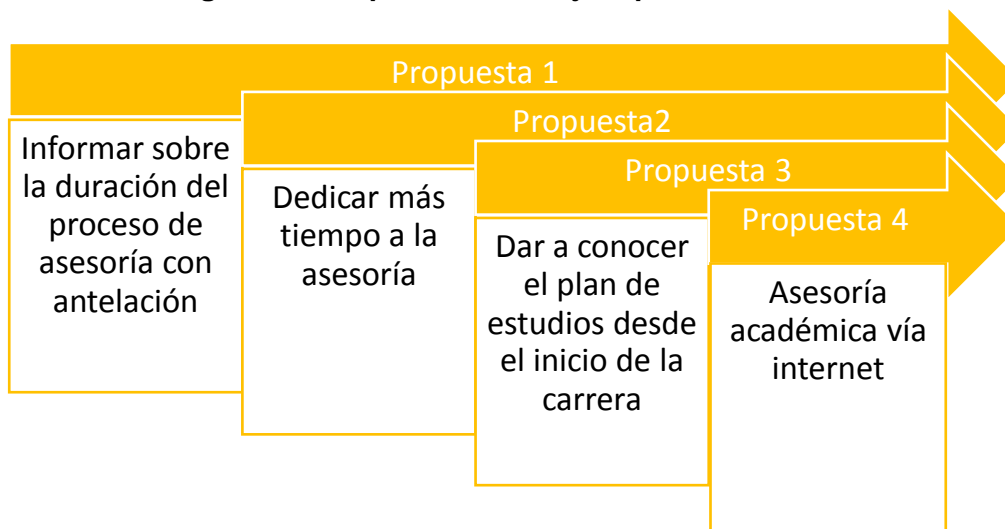 Propuesta 1
Informar sobre
la duración del
proceso de
asesoría con
antelación
Propuesta2
Dedicar más
tiempo a la
asesoría
Propuesta 3
Dar a conocer
el plan de
estudios desde
el inicio de la
carrera
Propuesta 4
Asesoría
académica vía
internet